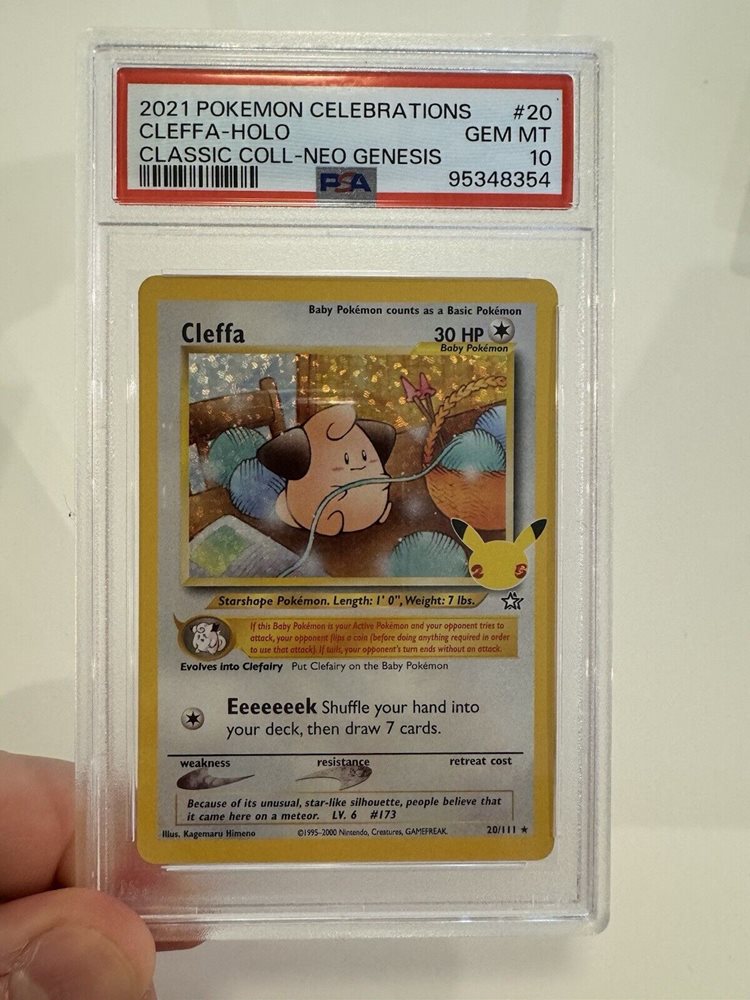 2021 POKEMON CELEBRATIONS #20
CLEFFA-HOLO GEM MT
CLASSIC COLL-NEO GENESIS 10
PSA 95348354
Baby Pokémon counts as a Basic Pokémon
Cleffa 30 HP
Baby Pokémon
25
Starshape Pokémon. Length: 1' 0", Weight: 7 lbs.
If this Baby Pokémon is your Active Pokémon and your opponent tries to
attack, your opponent flips a coin (before doing anything required in order
to use that attack). If tails, your opponent's turn ends without an attack.
Evolves into Clefairy Put Clefairy on the Baby Pokémon
Eeeeeeek Shuffle your hand into
your deck, then draw 7 cards.
weakness resistance retreat cost
Because of its unusual, star-like silhouette, people believe that
it came here on a meteor. LV. 6 #173
Illus. Kagemaru Himeno ©1995-2000 Nintendo, Creatures, GAMEFREAK. 20/111 ★